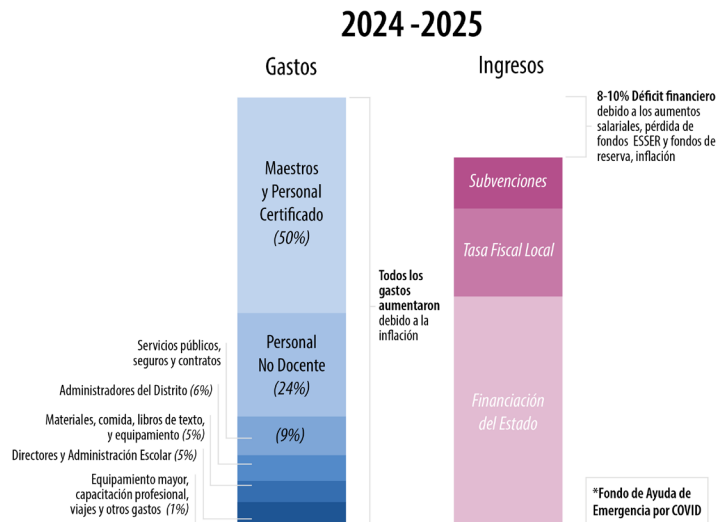 2024 -2025
Gastos
Ingresos
Maestros
y Personal
Certificado
(50%)
Personal
No Docente
(24%)
(9%)
Servicios públicos,
seguros y contratos
Administradores del Distrito (6%)
Materiales, comida, libros de texto,
y equipamiento (5%)
Directores y Administración Escolar (5%)
Equipamiento mayor,
capacitación profesional,
viajes y otros gastos (1%)
Todos los
gastos
aumentaron
debido a la
inflación
Subvenciones
Tasa Fiscal Local
Financiación
del Estado
8-10% Déficit financiero
debido a los aumentos
salariales, pérdida de
fondos ESSER y fondos de
reserva, inflación
*Fondo de Ayuda de
Emergencia por COVID